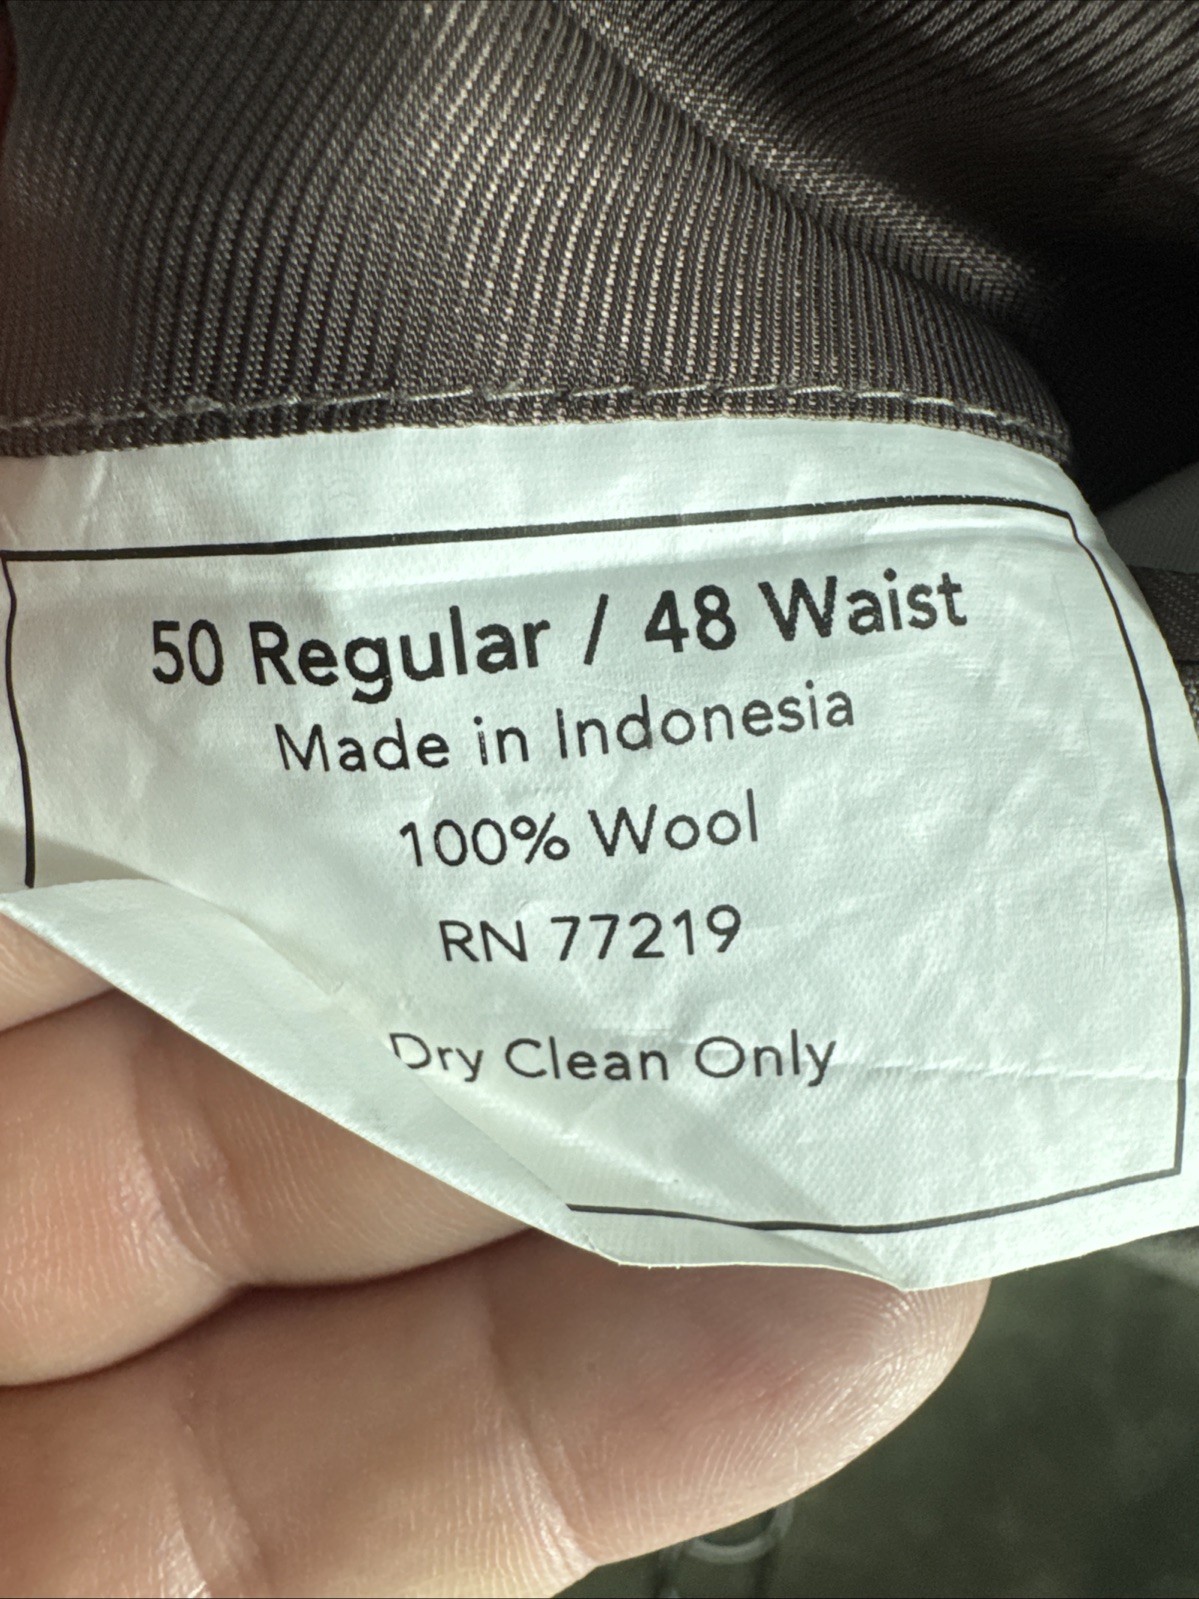 50 Regular / 48 Waist
Made in Indonesia
100% Wool
RN 77219
Dry Clean Only